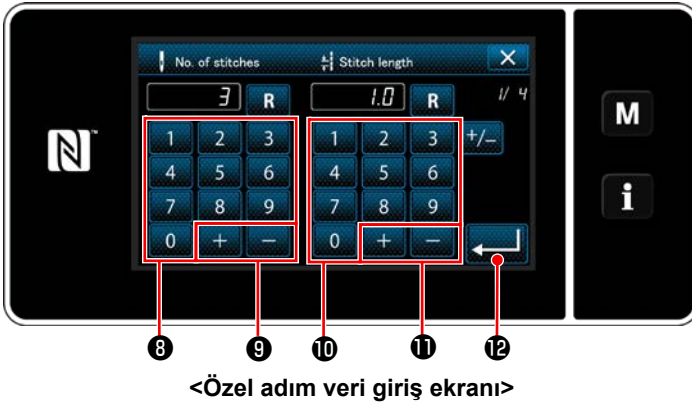 No. of stitches Stitch length ×
3 R 1.0 R 1/ 4
1 2 3 1 2 3 +/−
4 5 6 4 5 6
7 8 9 7 8 9
0 + − 0 + −
N™
M
i
❽ ❾ ❿ ⓫ ⓬
<Özel adım veri giriş ekranı>